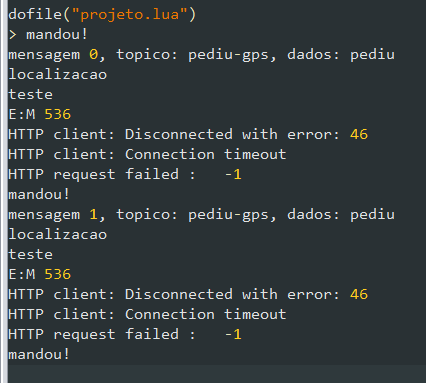 dofile("projeto.lua")
> mandou!
mensagem 0, topico: pediu-gps, dados: pediu
localizacao
teste
E:M 536
HTTP client: Disconnected with error: 46
HTTP client: Connection timeout
HTTP request failed :   -1
mandou!
mensagem 1, topico: pediu-gps, dados: pediu
localizacao
teste
E:M 536
HTTP client: Disconnected with error: 46
HTTP client: Connection timeout
HTTP request failed :   -1
mandou!